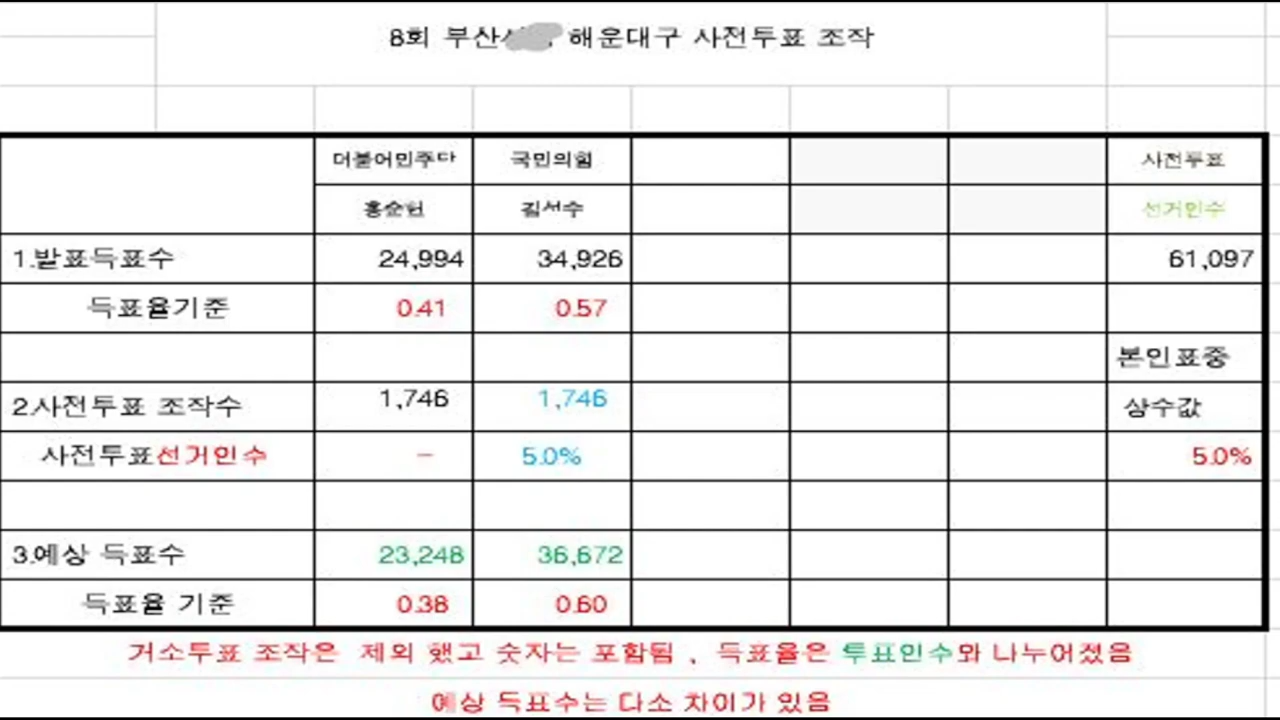 8회 부산시 해운대구 사전투표 조작
더불어민주다 국민의힘 사전투표
홍순헌 김성수 선거인수
1.발표득표수 24,994 34,926 61,097
득표율기준 0.41 0.57
본인표중
2.사전투표 조작수 1,746 1,746 상수값
사전투표선거인수 - 5.0% 5.0%
3.예상 득표수 23,248 36,672
득표율 기준 0.38 0.60
거소투표 조작은 제외 했고 숫자는 포함됨 , 득표율은 투표인수와 나누어졌음
예상 득표수는 다소 차이가 있음